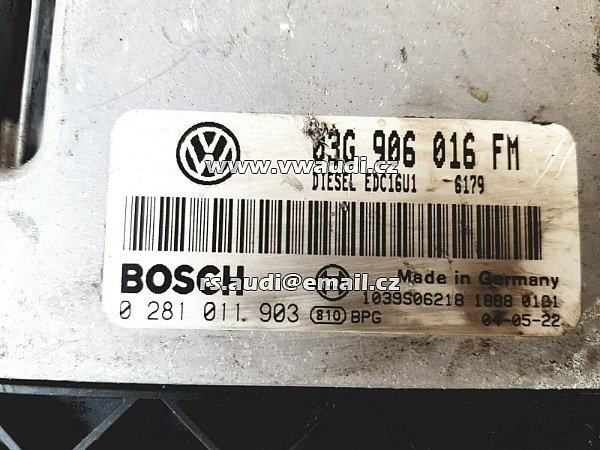 03G 906 016 FM
www.vwaudi.cz
DIESEL EDC16U1 -6179
BOSCH
rs.audi@email.cz
Made in Germany
1039S06218 1888 0181
0 281 011 903 810 BPG 04-05-22